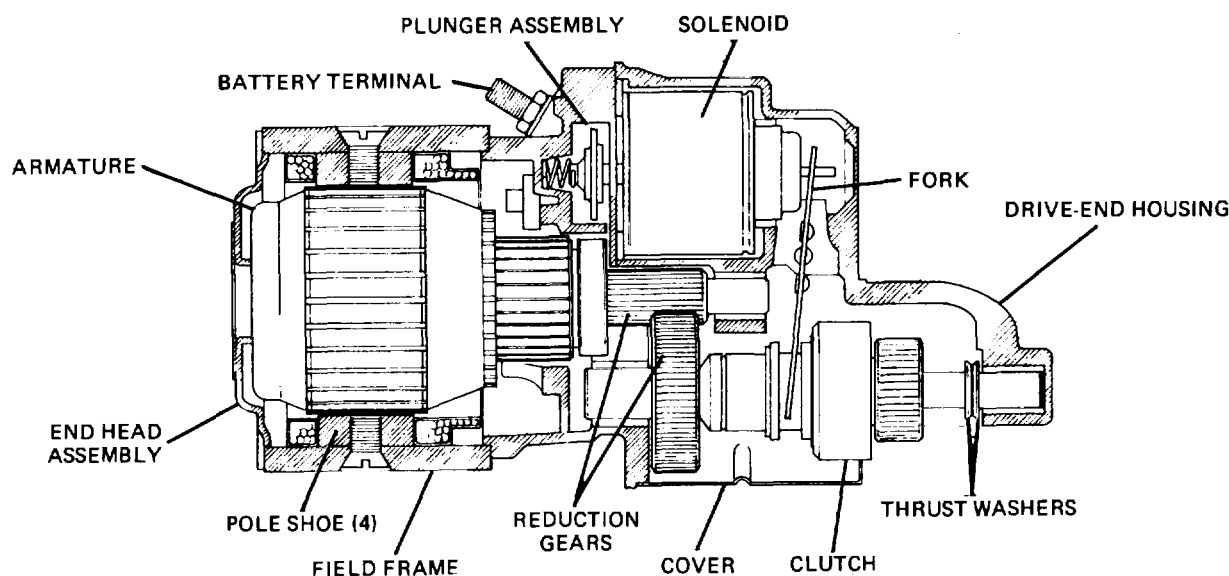 PLUNGER ASSEMBLY
SOLENOID
BATTERY TERMINAL
ARMATURE
FORK
DRIVE-END HOUSING
END HEAD
ASSEMBLY
POLE SHOE (4)
FIELD FRAME
REDUCTION
GEARS
COVER
CLUTCH
THRUST WASHERS